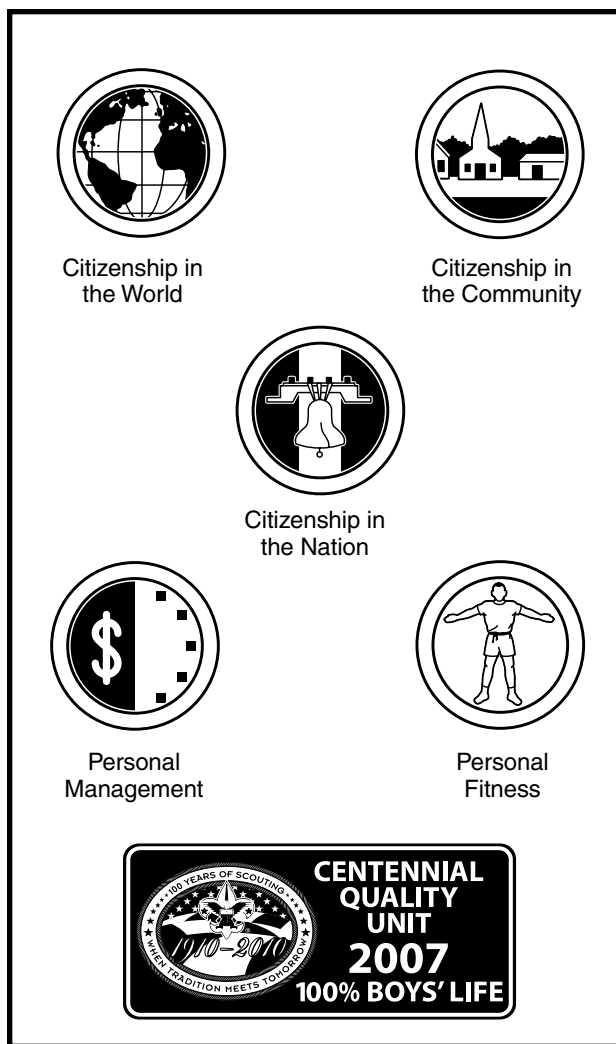 Citizenship in
the World
Citizenship in
the Community
Citizenship in
the Nation
$
Personal
Management
Personal
Fitness
100 YEARS OF SCOUTING
1910–2010
WHEN TRADITION MEETS TOMORROW
CENTENNIAL
QUALITY
UNIT
2007
100% BOYS' LIFE